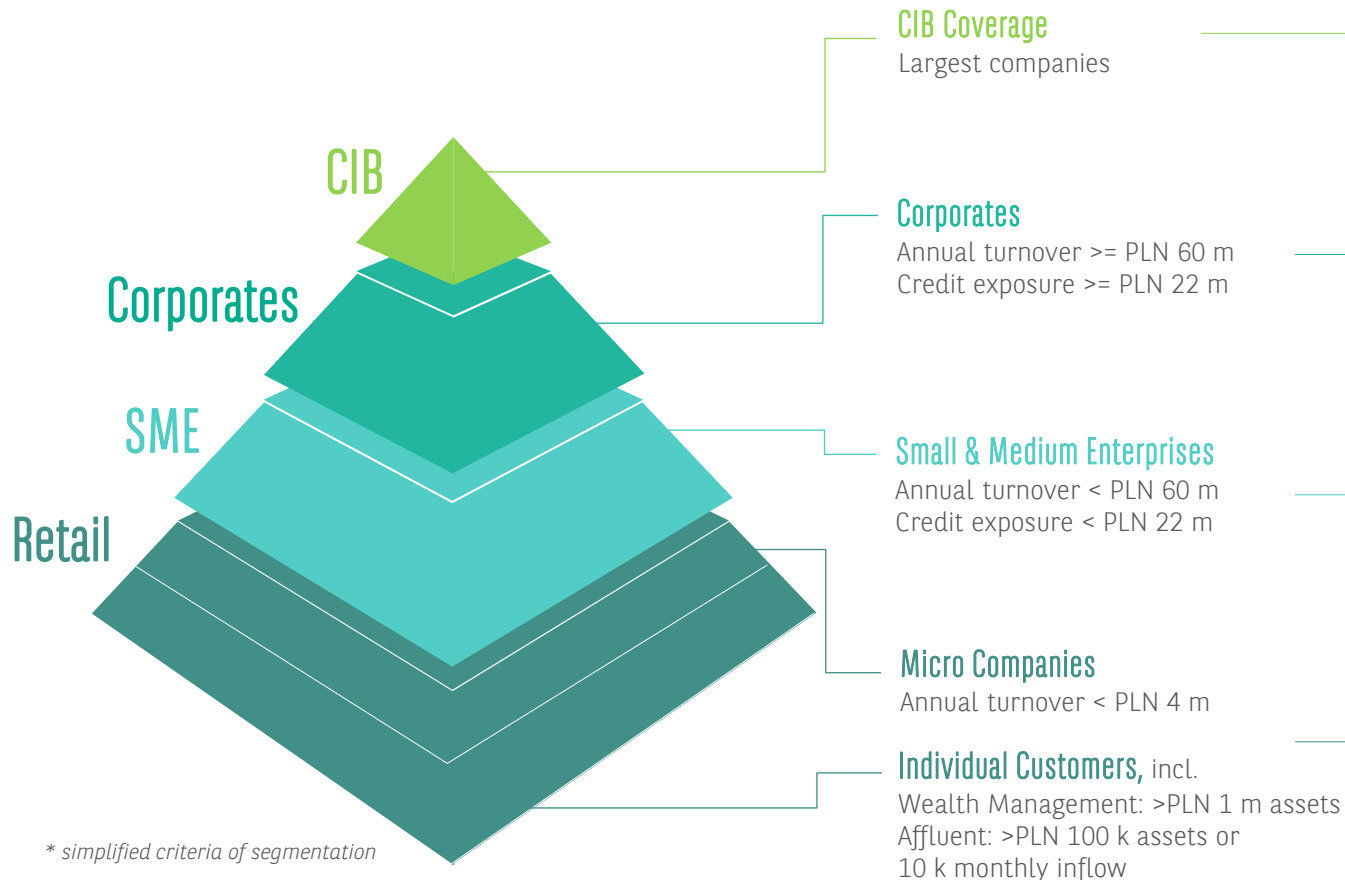 CIB Coverage
Largest companies
CIB
Corporates
Annual turnover >= PLN 60 m
Credit exposure >= PLN 22 m
Corporates
SME
Small & Medium Enterprises
Annual turnover < PLN 60 m
Credit exposure < PLN 22 m
Retail
Micro Companies
Annual turnover < PLN 4 m
Individual Customers, incl.
Wealth Management: >PLN 1 m assets
Affluent: >PLN 100 k assets or
10 k monthly inflow
* simplified criteria of segmentation